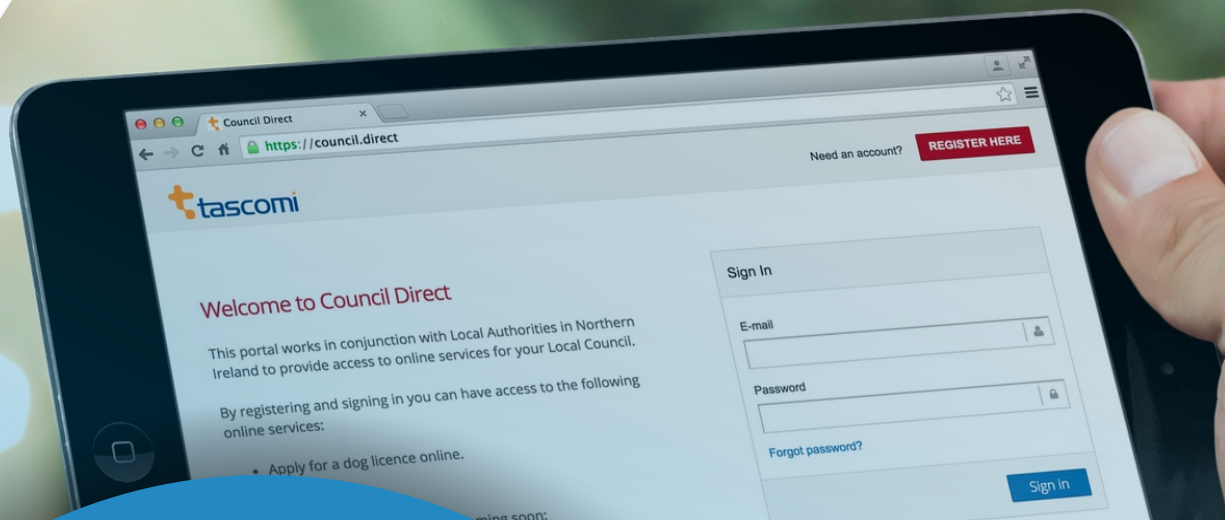 Council Direct
https://council.direct
Need an account?
REGISTER HERE
tascomi
Welcome to Council Direct
This portal works in conjunction with Local Authorities in Northern
Ireland to provide access to online services for your Local Council.
By registering and signing in you can have access to the following
online services:
• Apply for a dog licence online.
soon:
Sign In
E-mail
Password
Forgot password?
Sign in